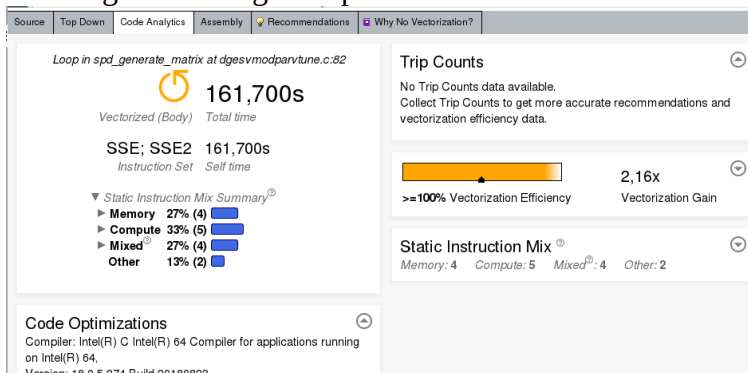 Source Top Down Code Analytics Assembly Recommendations Why No Vectorization?
Loop in spd_generate_matrix at dgesvmodparvtune.c:82
161,700s
Vectorized (Body) Total time
SSE; SSE2 161,700s
Instruction Set Self time
Static Instruction Mix Summary
Memory 27% (4)
Compute 33% (5)
Mixed 27% (4)
Other 13% (2)
Code Optimizations
Compiler: Intel(R) C Intel(R) 64 Compiler for applications running
on Intel(R) 64,
Trip Counts
No Trip Counts data available.
Collect Trip Counts to get more accurate recommendations and
vectorization efficiency data.
2,16x
>=100% Vectorization Efficiency Vectorization Gain
Static Instruction Mix
Memory: 4 Compute: 5 Mixed: 4 Other: 2